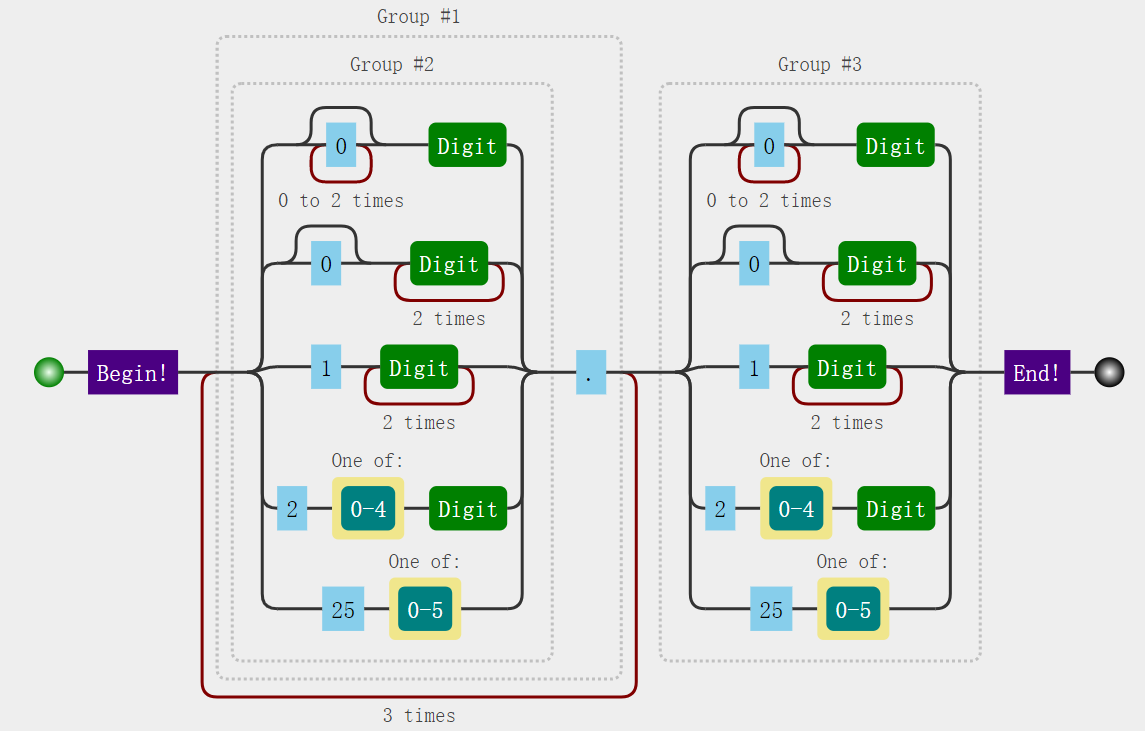 Group #1
Group #2
Group #3
0 Digit
0 Digit
0 to 2 times
0 to 2 times
0 Digit
0 Digit
2 times
2 times
Begin!
1 Digit
.
1 Digit
End!
2 times
2 times
One of:
One of:
2 0-4 Digit
2 0-4 Digit
One of:
One of:
25 0-5
25 0-5
3 times